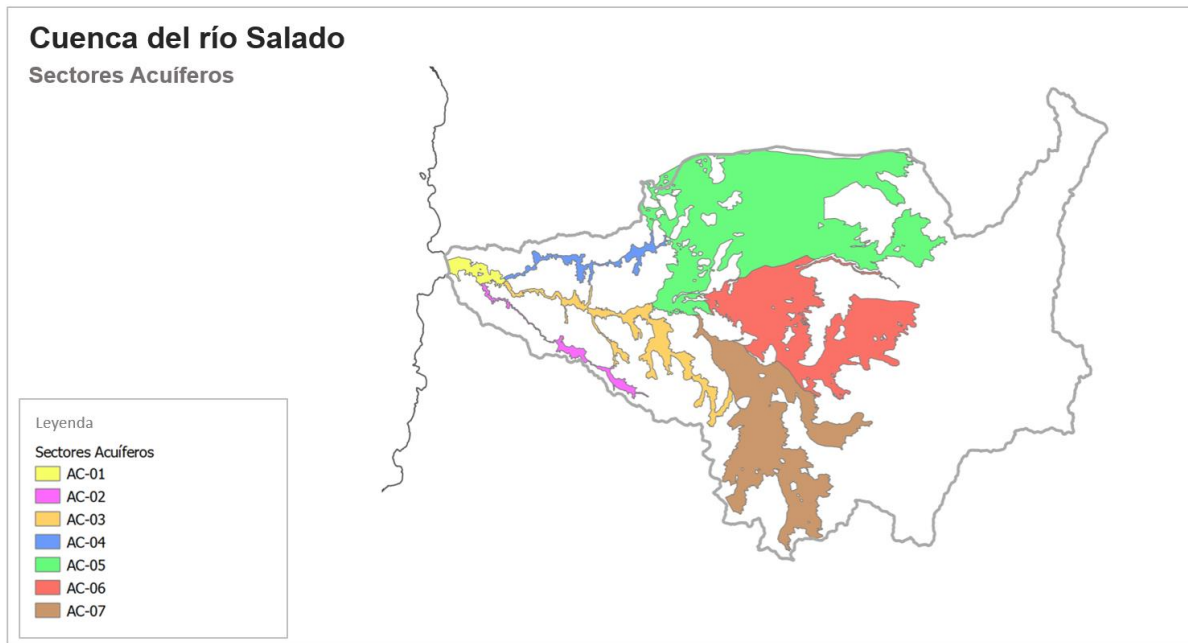 Cuenca del río Salado
Sectores Acuíferos
Leyenda
Sectores Acuíferos
AC-01
AC-02
AC-03
AC-04
AC-05
AC-06
AC-07